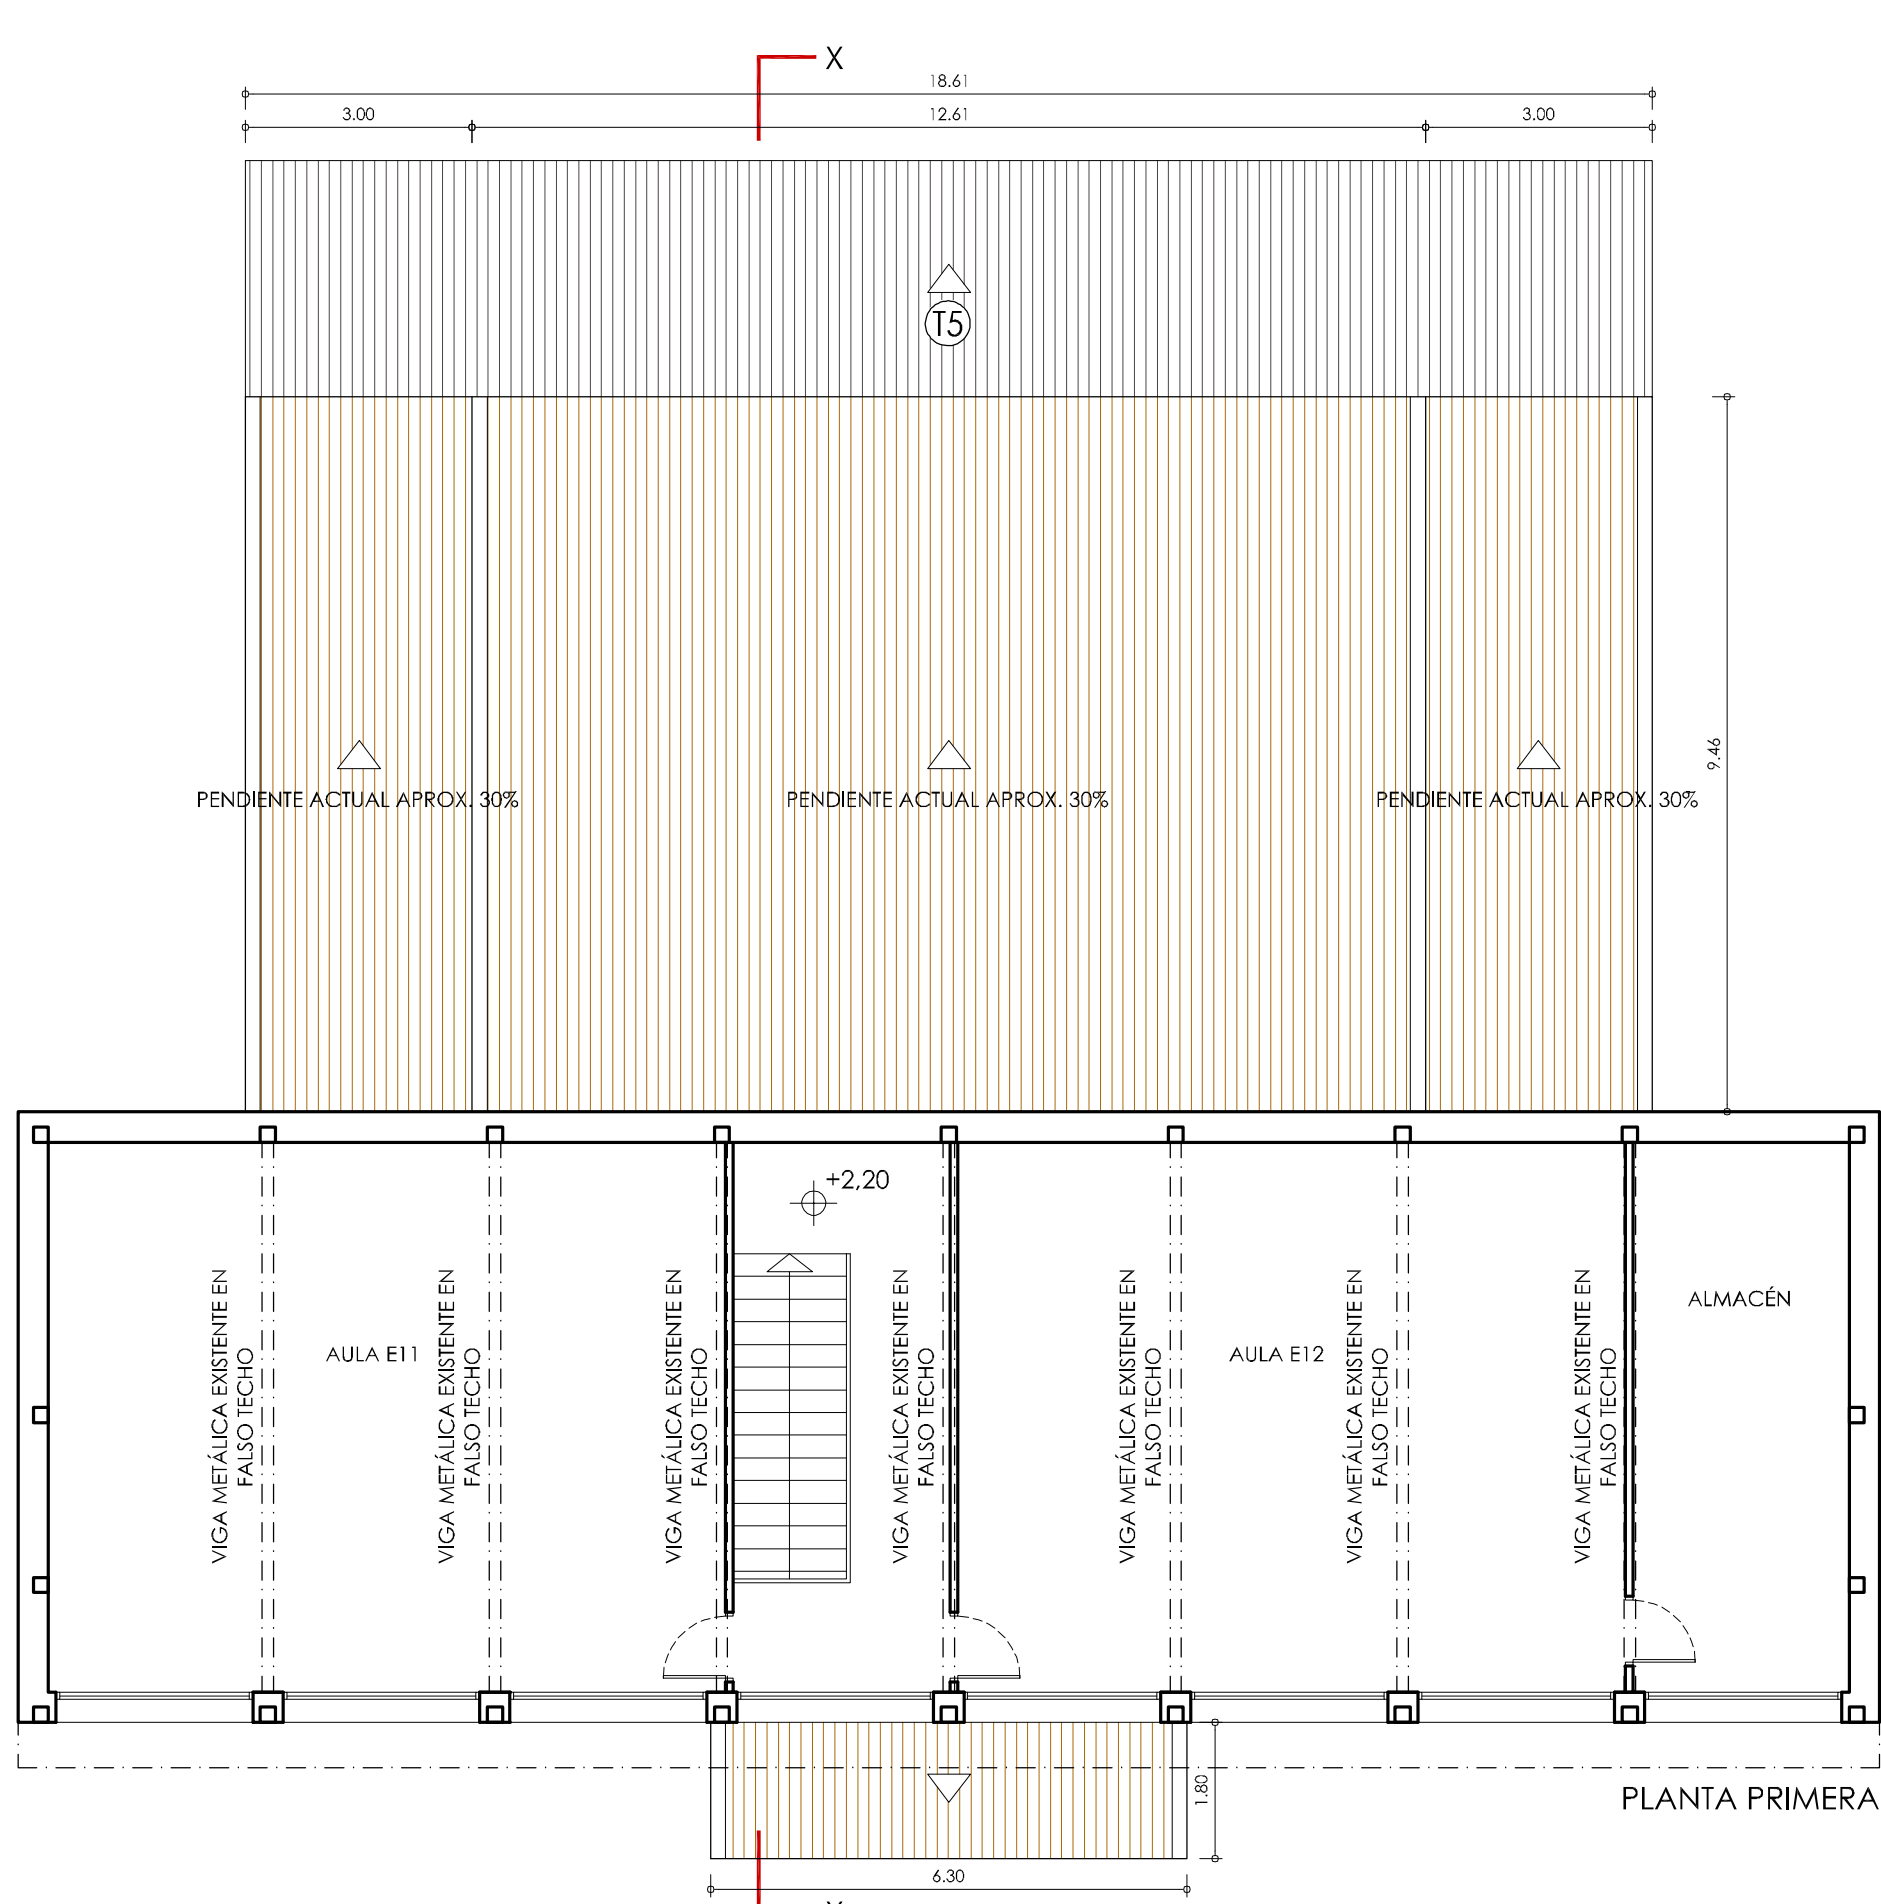 X
18.61
3.00
12.61
3.00
T5
9.46
PENDIENTE ACTUAL APROX. 30%
PENDIENTE ACTUAL APROX. 30%
PENDIENTE ACTUAL APROX. 30%
+2,20
VIGA METÁLICA EXISTENTE EN
FALSO TECHO
AULA E11
VIGA METÁLICA EXISTENTE EN
FALSO TECHO
VIGA METÁLICA EXISTENTE EN
FALSO TECHO
VIGA METÁLICA EXISTENTE EN
FALSO TECHO
VIGA METÁLICA EXISTENTE EN
FALSO TECHO
AULA E12
VIGA METÁLICA EXISTENTE EN
FALSO TECHO
VIGA METÁLICA EXISTENTE EN
FALSO TECHO
ALMACÉN
1.80
PLANTA PRIMERA
6.30